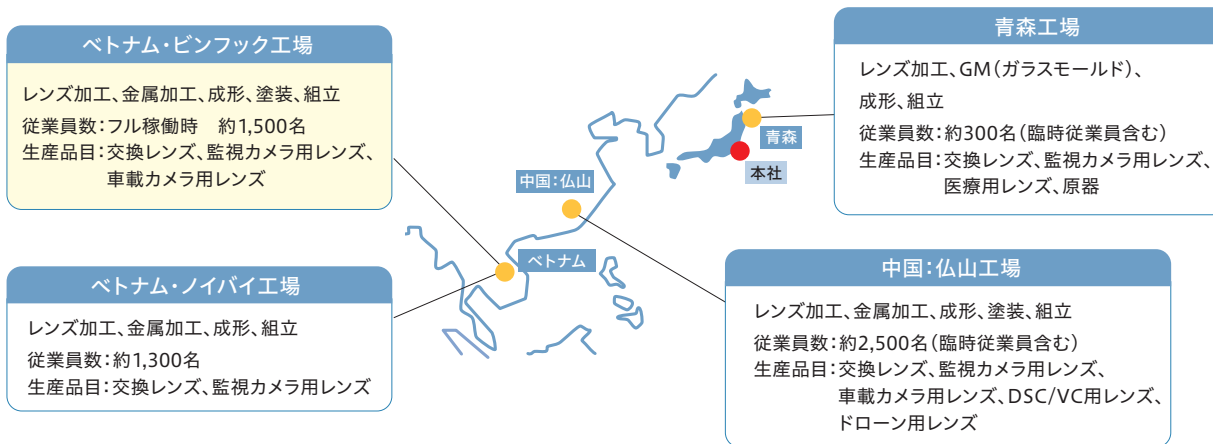 ベトナム・ビンフック工場
レンズ加工、金属加工、成形、塗装、組立
従業員数：フル稼働時　約1,500名
生産品目：交換レンズ、監視カメラ用レンズ、
車載カメラ用レンズ
ベトナム・ノイバイ工場
レンズ加工、金属加工、成形、組立
従業員数：約1,300名
生産品目：交換レンズ、監視カメラ用レンズ
青森
本社
中国：仏山
ベトナム
青森工場
レンズ加工、GM（ガラスモールド）、
成形、組立
従業員数：約300名（臨時従業員含む）
生産品目：交換レンズ、監視カメラ用レンズ、
医療用レンズ、原器
中国：仏山工場
レンズ加工、金属加工、成形、塗装、組立
従業員数：約2,500名（臨時従業員含む）
生産品目：交換レンズ、監視カメラ用レンズ、
車載カメラ用レンズ、DSC/VC用レンズ、
ドローン用レンズ